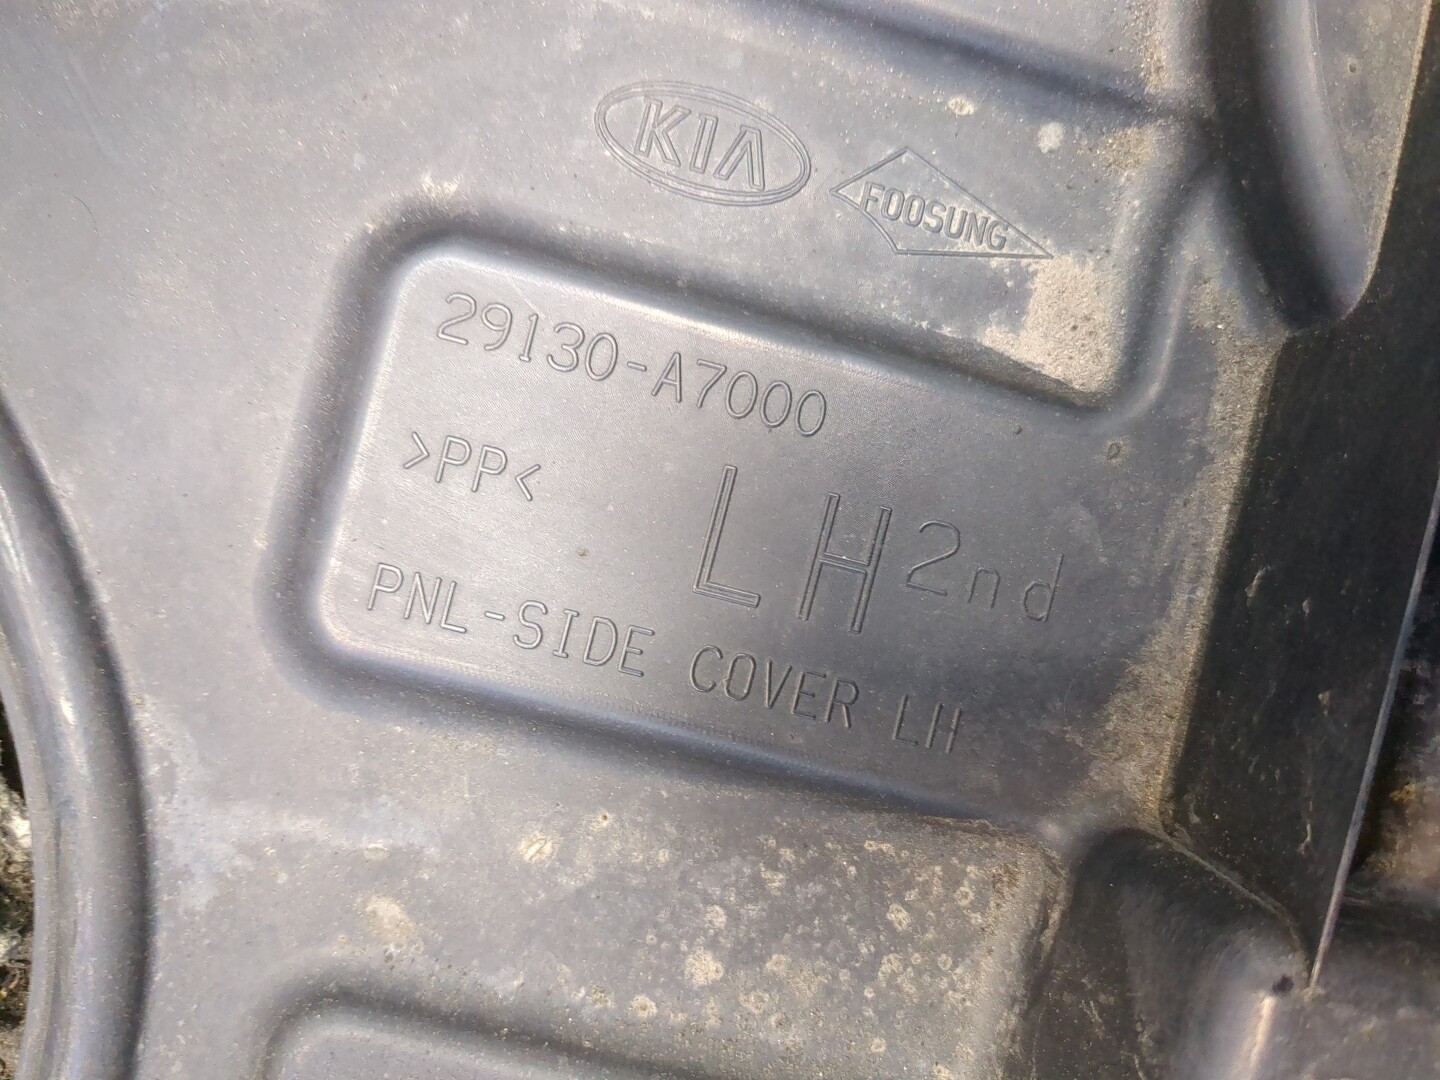 KIA
FOOSUNG
29130-A7000
>PP<
LH 2nd
PNL-SIDE COVER LH